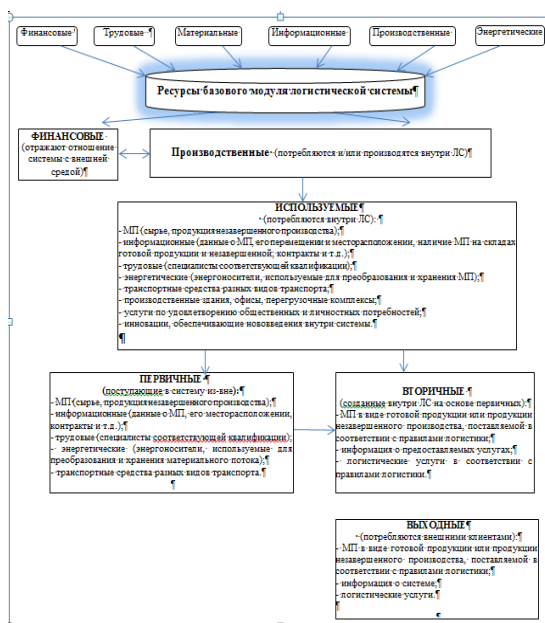 Финансовые Трудовые Материальные Информационные Производственные Энергетические
Ресурсы базового модуля логистической системы
ФИНАНСОВЫЕ
(отражают отношение
системы с внешней
средой)
Производственные (потребляются и/или производятся внутри ЛС)
ИСПОЛЬЗУЕМЫЕ
(потребляются внутри ЛС):
- МП (сырье, продукция незавершенного производства);
- информационные (данные о МП, его перемещении и месторасположении, наличие МП на складах
готовой продукции и незавершенной; контракты и т.д.);
- трудовые (специалисты соответствующей квалификации);
- энергетические (энергоносители, используемые для преобразования и хранения МП);
- транспортные средства разных видов транспорта;
- производственные здания, офисы, перегрузочные комплексы;
- услуги по удовлетворению общественных и личностных потребностей;
- инновации, обеспечивающие нововведения внутри системы.
ПЕРВИЧНЫЕ
(поступающие в систему из-вне):
- МП (сырье, продукция незавершенного производства);
- информационные (данные о МП, его месторасположении,
контракты и т.д.);
- трудовые (специалисты соответствующей квалификации);
- энергетические (энергоносители, используемые для
преобразования и хранения материального потока);
- транспортные средства разных видов транспорта.
ВТОРИЧНЫЕ
(созданные внутри ЛС на основе первичных):
- МП в виде готовой продукции или продукции
незавершенного производства, поставляемой в
соответствии с правилами логистики;
- информация о предоставляемых услугах;
- логистические услуги в соответствии с
правилами логистики.
ВЫХОДНЫЕ
(потребляются внешними клиентами):
- МП в виде готовой продукции или продукции
незавершенного производства, поставляемой в
соответствии с правилами логистики;
- информация о системе;
- логистические услуги.